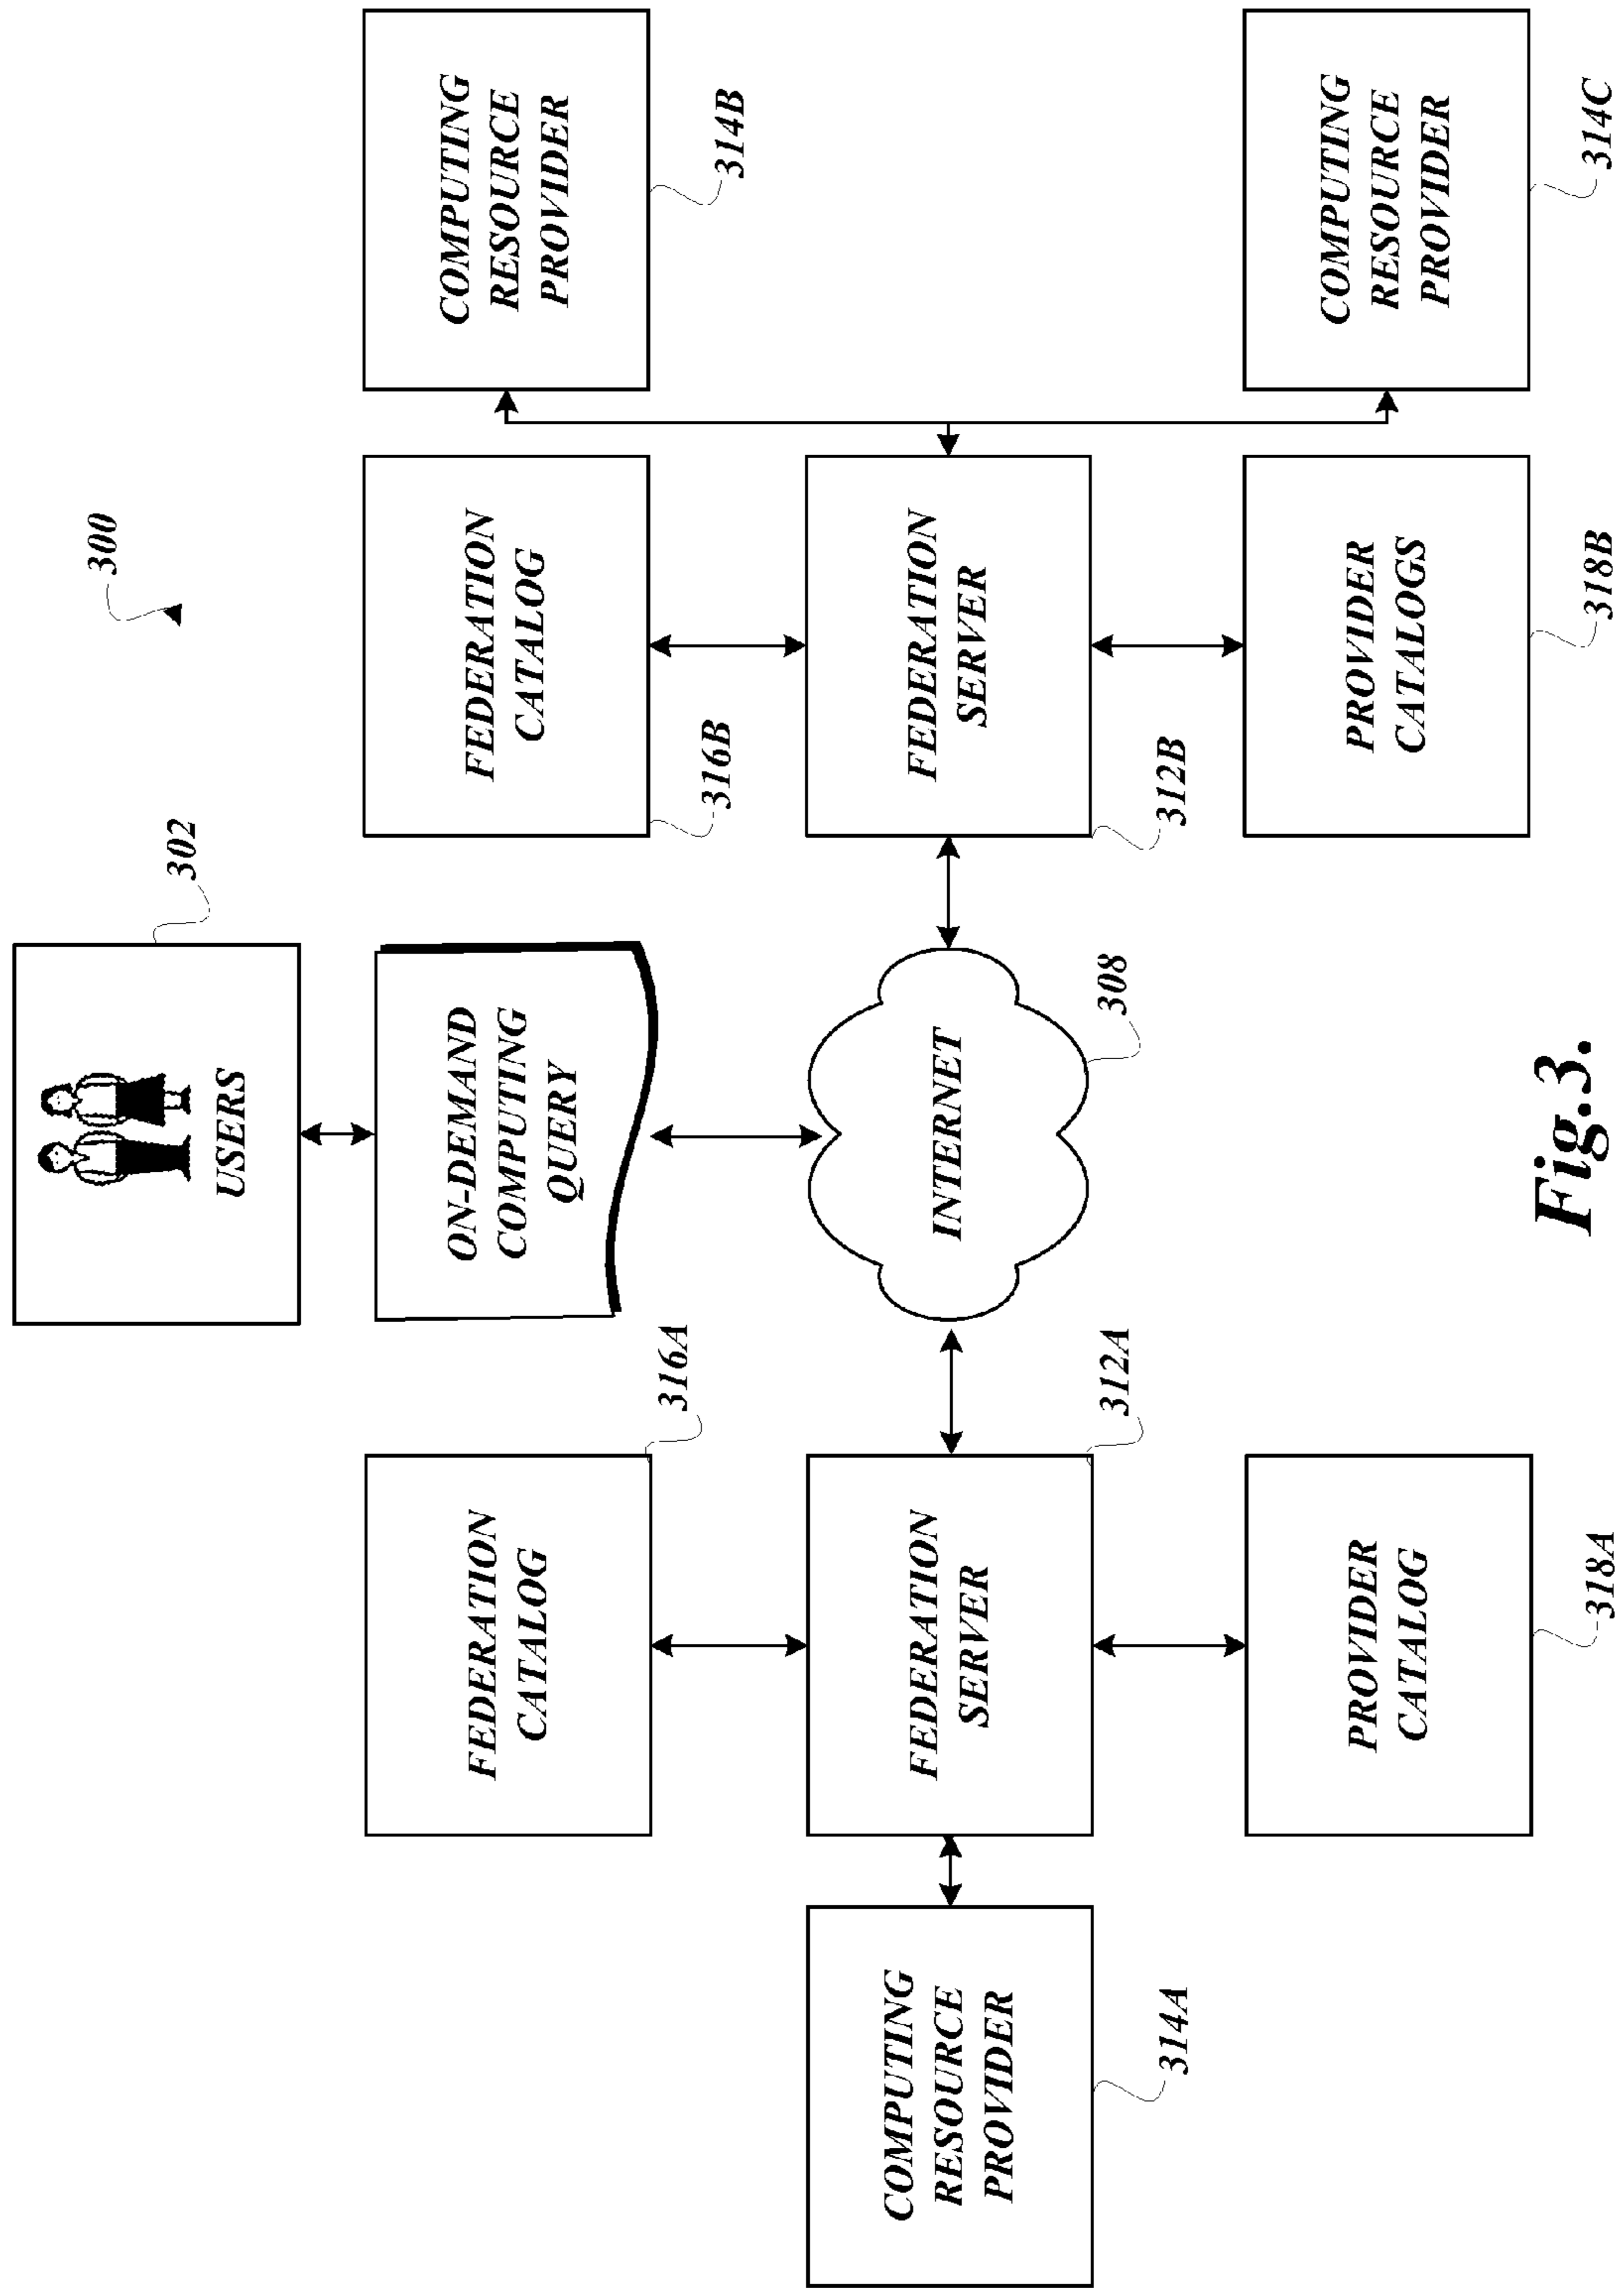 300
302
USERS
COMPUTING
RESOURCE
PROVIDER
314B
FEDERATION
CATALOG
316B
ON-DEMAND
COMPUTING
QUERY
FEDERATION
CATALOG
316A
FEDERATION
SERVER
312B
INTERNET
308
FEDERATION
SERVER
312A
COMPUTING
RESOURCE
PROVIDER
314A
COMPUTING
RESOURCE
PROVIDER
314C
PROVIDER
CATALOGS
318B
PROVIDER
CATALOG
318A
Fig.3.